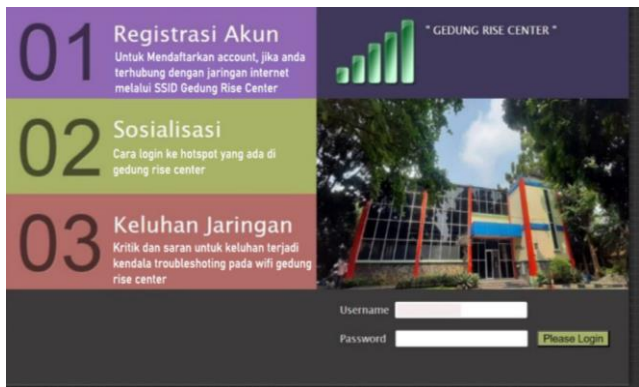 01
Registrasi Akun
Untuk Mendaftarkan account, jika anda
terhubung dengan jaringan internet
melalui SSID Gedung Rise Center
" GEDUNG RISE CENTER "
02
Sosialisasi
Cara login ke hotspot yang ada di
gedung rise center
03
Keluhan Jaringan
Kritik dan saran untuk keluhan terjadi
kendala troubleshoting pada wifi gedung
rise center
Username
Password
Please Login